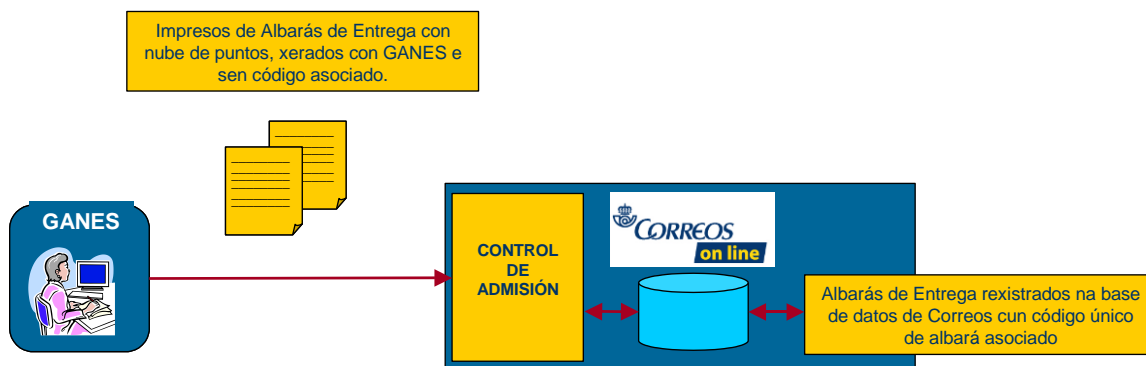 Impresos de Albarás de Entrega con
nube de puntos, xerados con GANES e
sen código asociado.
GANES
CONTROL
DE
ADMISIÓN
CORREOS
on line
Albarás de Entrega rexistrados na base
de datos de Correos cun código único
de albará asociado